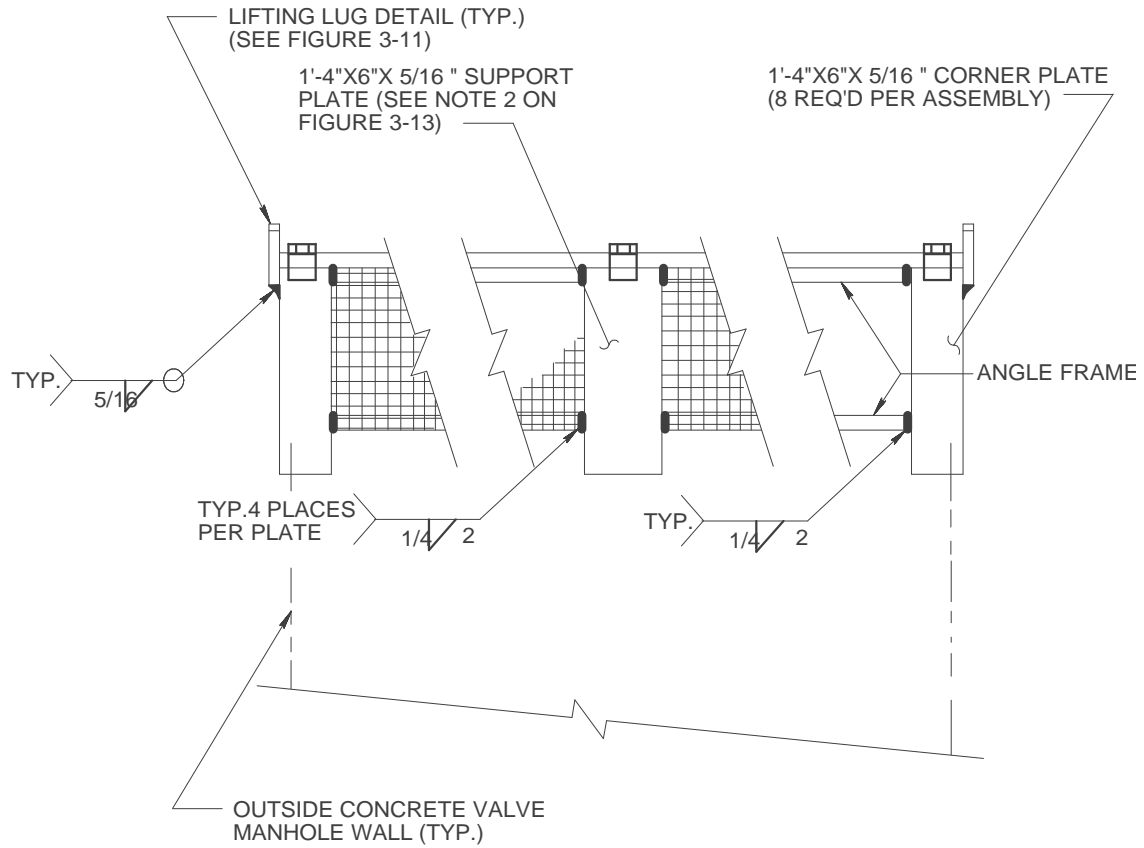 LIFTING LUG DETAIL (TYP.)
(SEE FIGURE 3-11)
1'-4"X6"X 5/16 " SUPPORT
PLATE (SEE NOTE 2 ON
FIGURE 3-13)
1'-4"X6"X 5/16 " CORNER PLATE
(8 REQ'D PER ASSEMBLY)
TYP.
5/16
ANGLE FRAME
TYP.4 PLACES
PER PLATE
1/4 2
TYP.
1/4 2
OUTSIDE CONCRETE VALVE
MANHOLE WALL (TYP.)